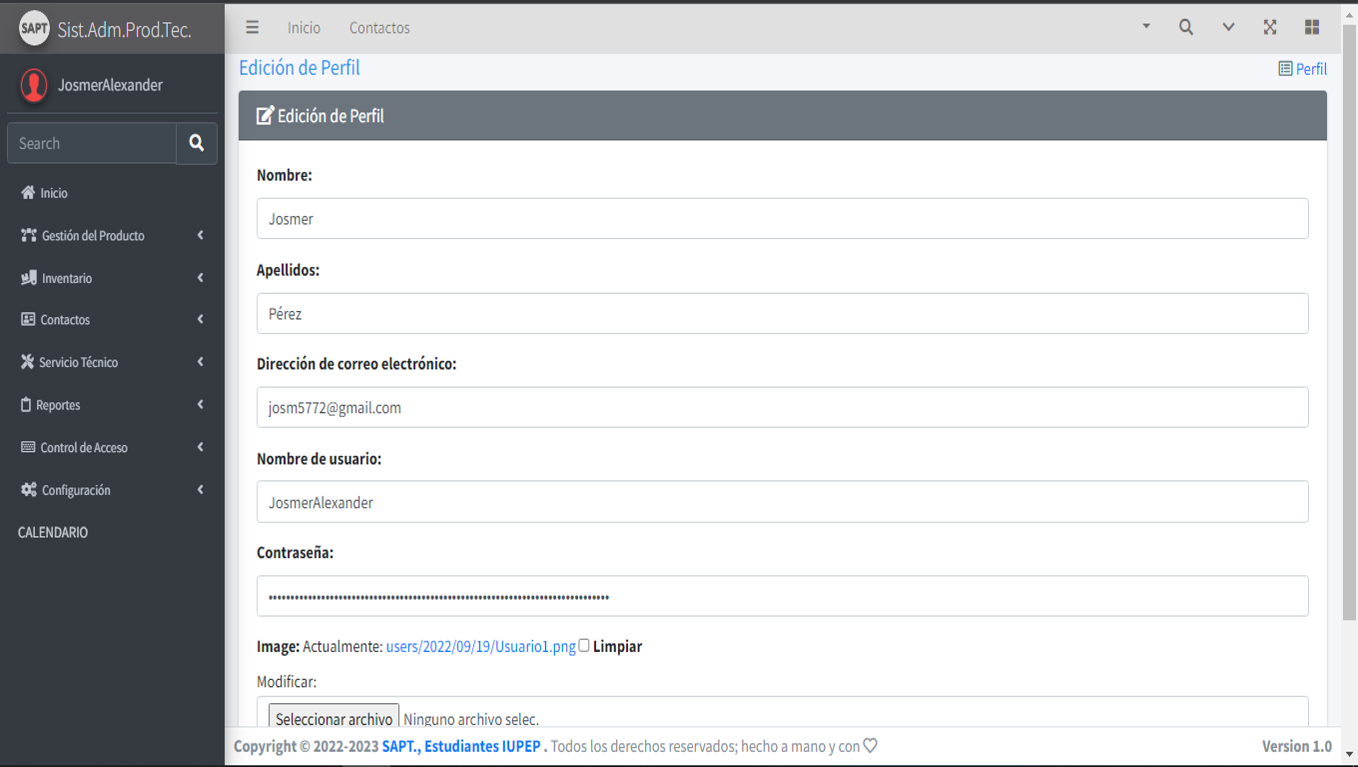 SAPT Sist.Adm.Prod.Tec.
Inicio Contactos
JosmerAlexander
Search
Inicio
Gestión del Producto
Inventario
Contactos
Servicio Técnico
Reportes
Control de Acceso
Configuración
CALENDARIO
Edición de Perfil
Perfil
Edición de Perfil
Nombre:
Josmer
Apellidos:
Pérez
Dirección de correo electrónico:
josm5772@gmail.com
Nombre de usuario:
JosmerAlexander
Contraseña:
Image: Actualmente: users/2022/09/19/Usuario1.png Limpiar
Modificar:
Seleccionar archivo Ninguno archivo selec.
Copyright © 2022-2023 SAPT., Estudiantes IUPEP . Todos los derechos reservados; hecho a mano y con ♡
Version 1.0